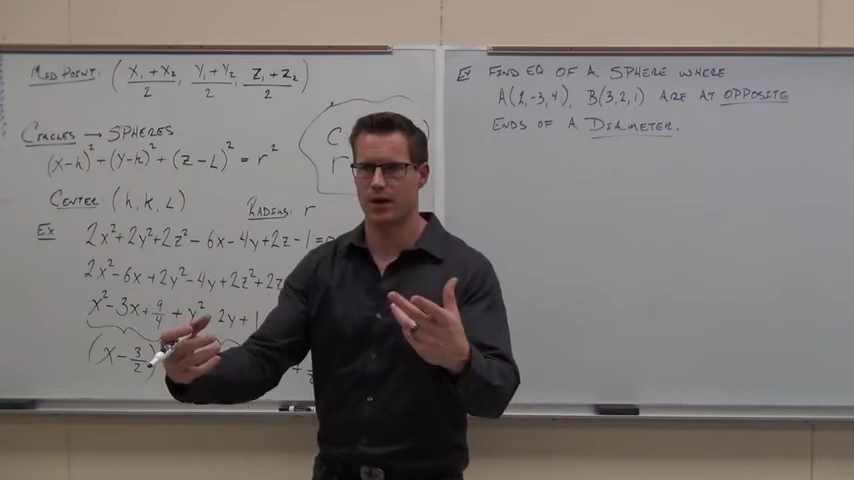 MIDPOINT: ( X₁ + X₂ / 2 , Y₁ + Y₂ / 2 , Z₁ + Z₂ / 2 )
CIRCLES → SPHERES
(X-h)² + (Y-k)² + (Z-L)² = r²
CENTER: (h, k, L)
RADIUS: r
C
r
Ex 2x² + 2y² + 2z² - 6x - 4y + 2z - 1 =
2x² - 6x + 2y² - 4y + 2z² + 2z
x² - 3x + 9/4 + y² 2y + 1
(x - 3/2)
+
Ex FIND EQ OF A SPHERE WHERE
A(2,-3,4), B(3,2,1) ARE AT OPPOSITE
ENDS OF A DIAMETER.